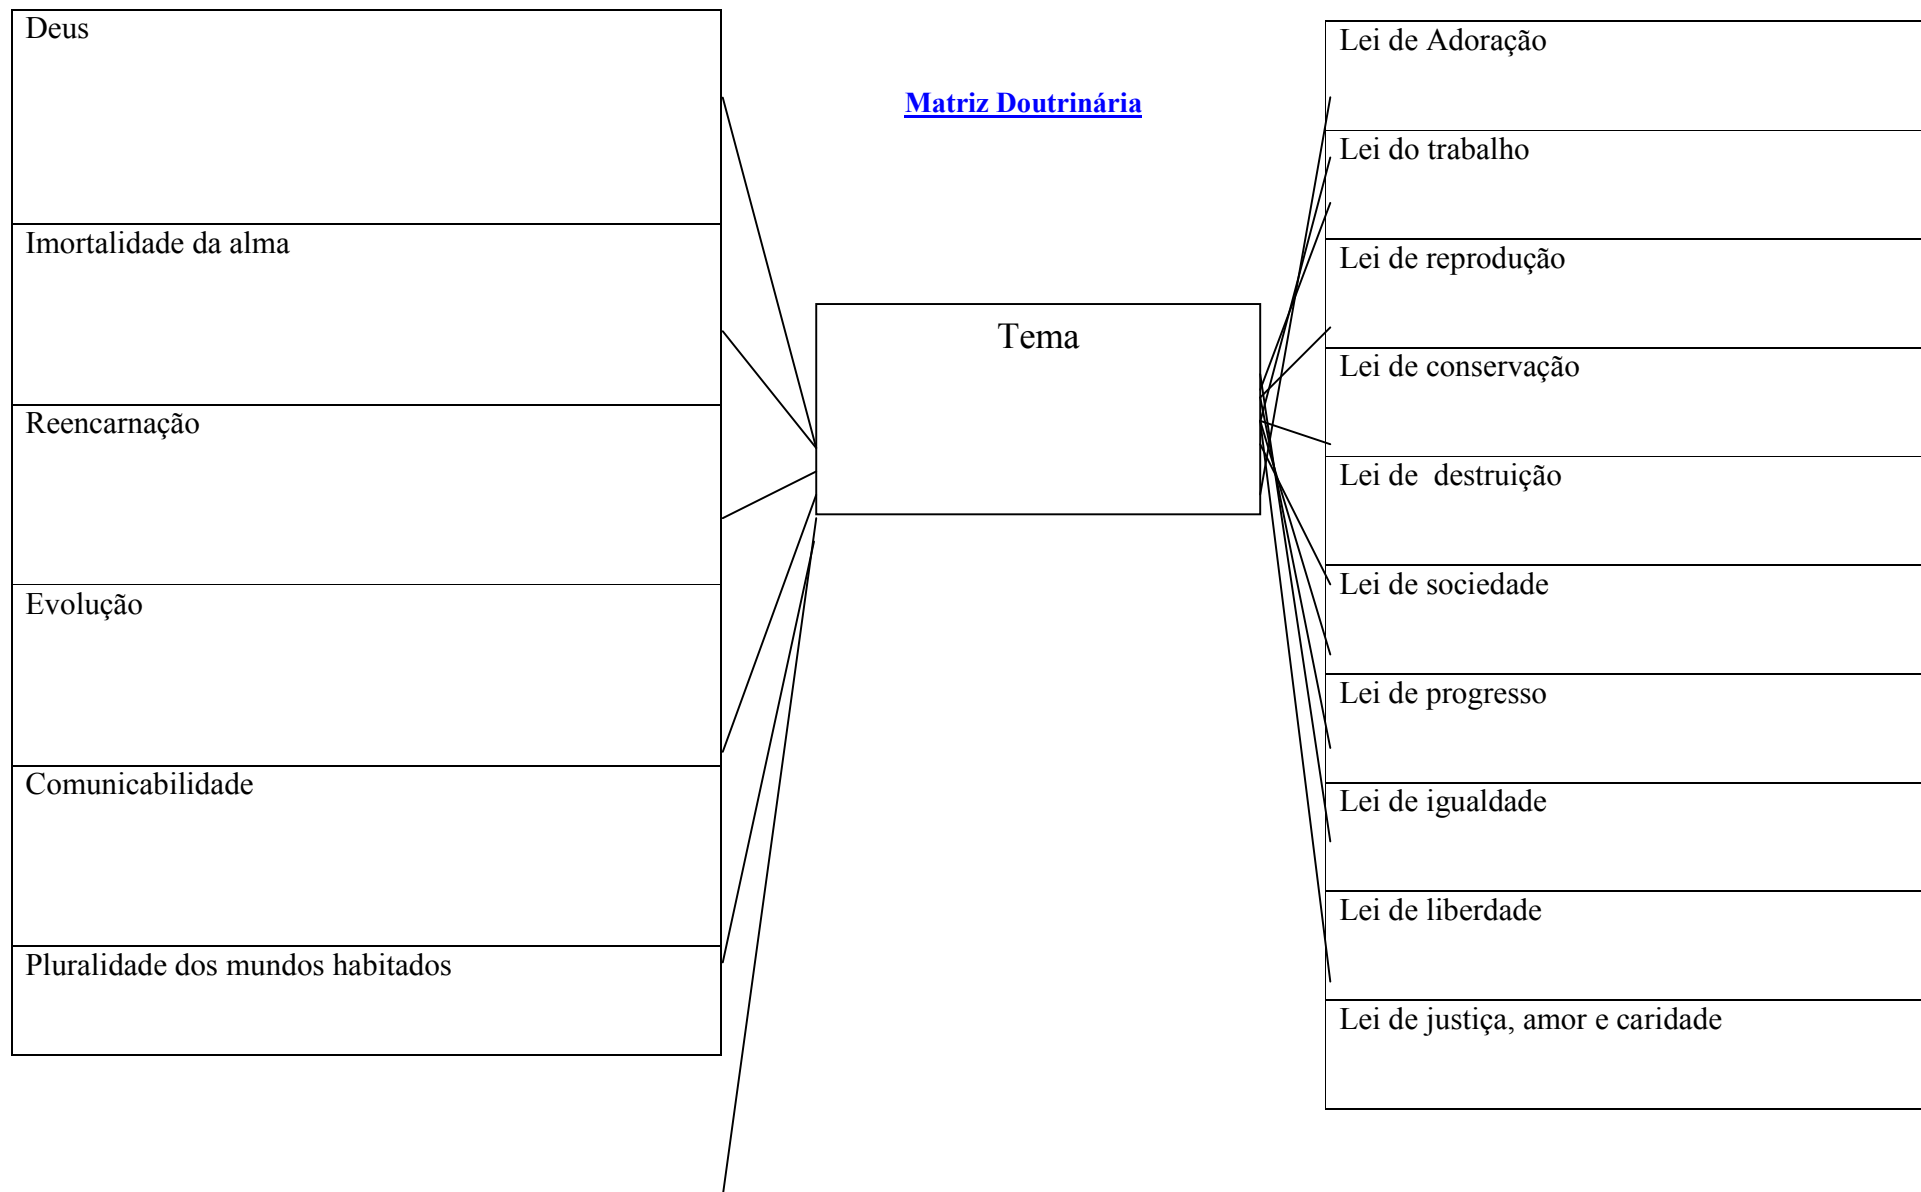 Deus
Imortalidade da alma
Reencarnação
Evolução
Comunicabilidade
Pluralidade dos mundos habitados
Matriz Doutrinária
Tema
Lei de Adoração
Lei do trabalho
Lei de reprodução
Lei de conservação
Lei de  destruição
Lei de sociedade
Lei de progresso
Lei de igualdade
Lei de liberdade
Lei de justiça, amor e caridade